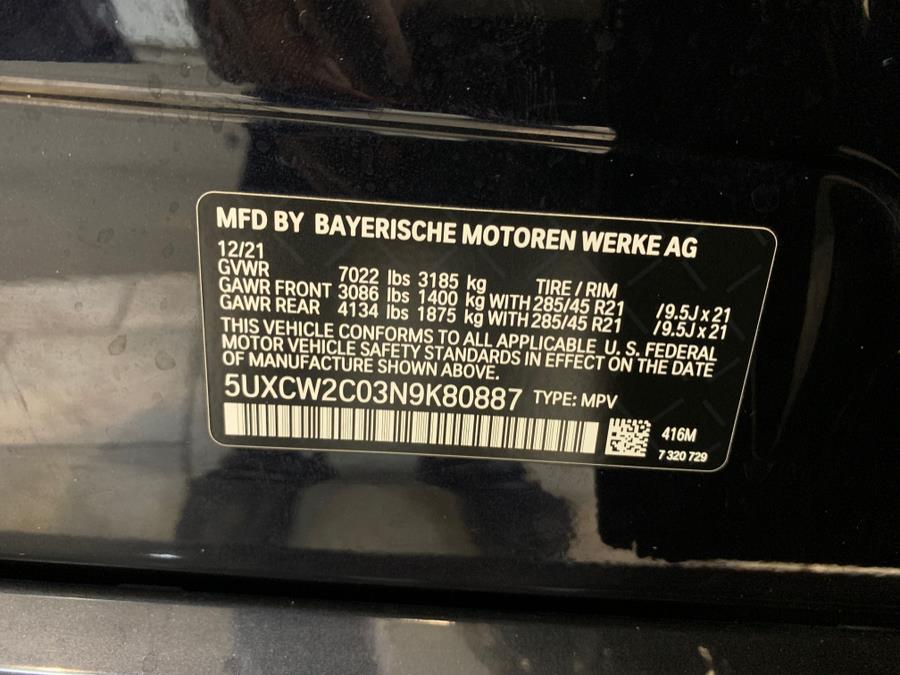 MFD BY BAYERISCHE MOTOREN WERKE AG
12/21
GVWR 7022 lbs 3185 kg TIRE / RIM
GAWR FRONT 3086 lbs 1400 kg WITH 285/45 R21 /9.5J x 21
GAWR REAR 4134 lbs 1875 kg WITH 285/45 R21 /9.5J x 21
THIS VEHICLE CONFORMS TO ALL APPLICABLE U. S. FEDERAL
MOTOR VEHICLE SAFETY STANDARDS IN EFFECT ON THE DATE
OF MANUFACTURE SHOWN ABOVE.
5UXCW2C03N9K80887 TYPE: MPV
416M
7 320 729